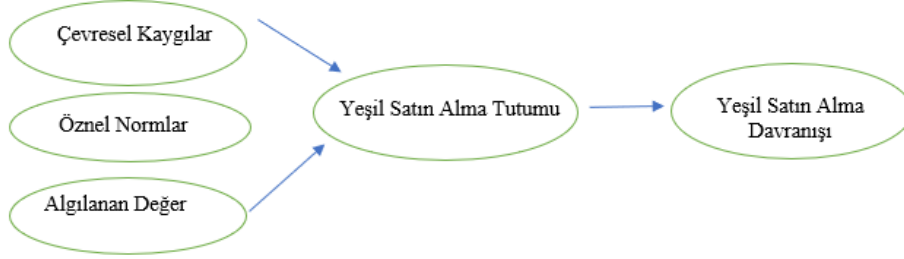 Çevresel Kaygılar
Öznel Normlar
Algılanan Değer
Yeşil Satın Alma Tutumu
Yeşil Satın Alma
Davranışı